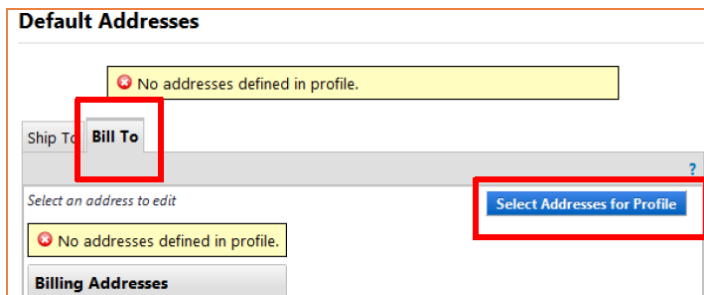 Default Addresses
No addresses defined in profile.
Ship To Bill To
?
Select an address to edit
Select Addresses for Profile
No addresses defined in profile.
Billing Addresses